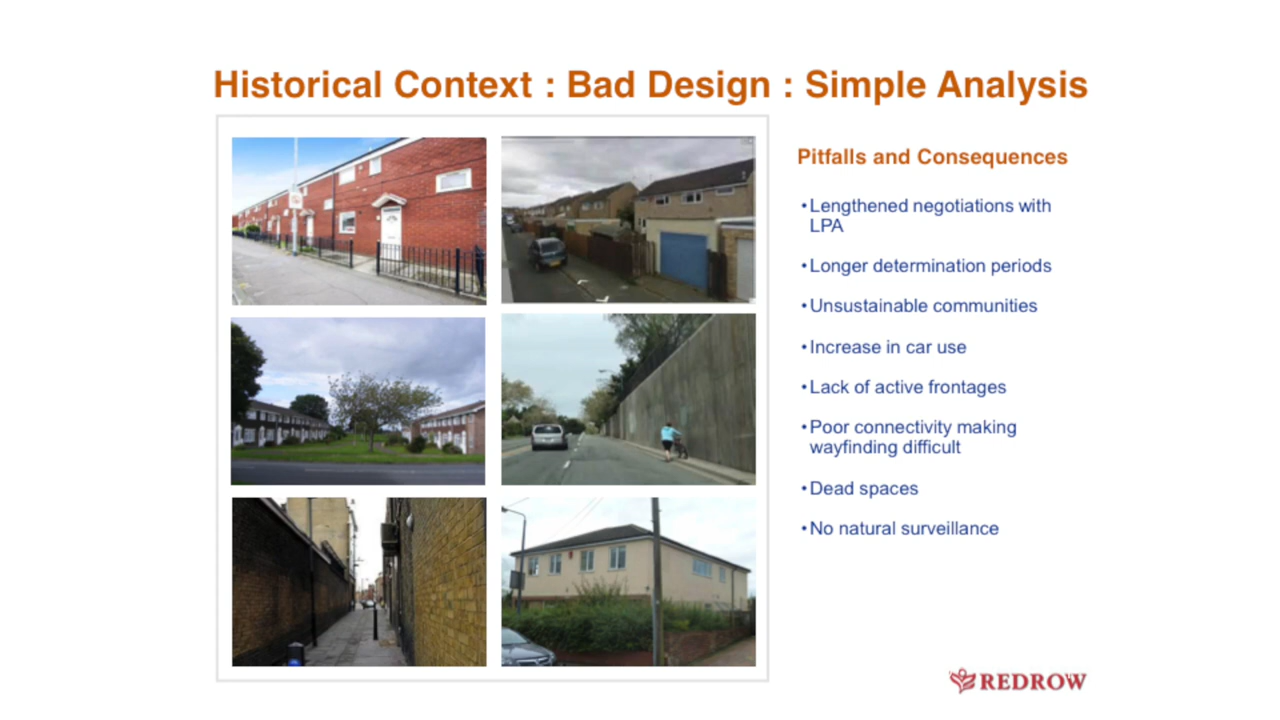 Historical Context : Bad Design : Simple Analysis
Pitfalls and Consequences
•Lengthened negotiations with
LPA
•Longer determination periods
•Unsustainable communities
•Increase in car use
•Lack of active frontages
•Poor connectivity making
wayfinding difficult
•Dead spaces
•No natural surveillance
REDROW